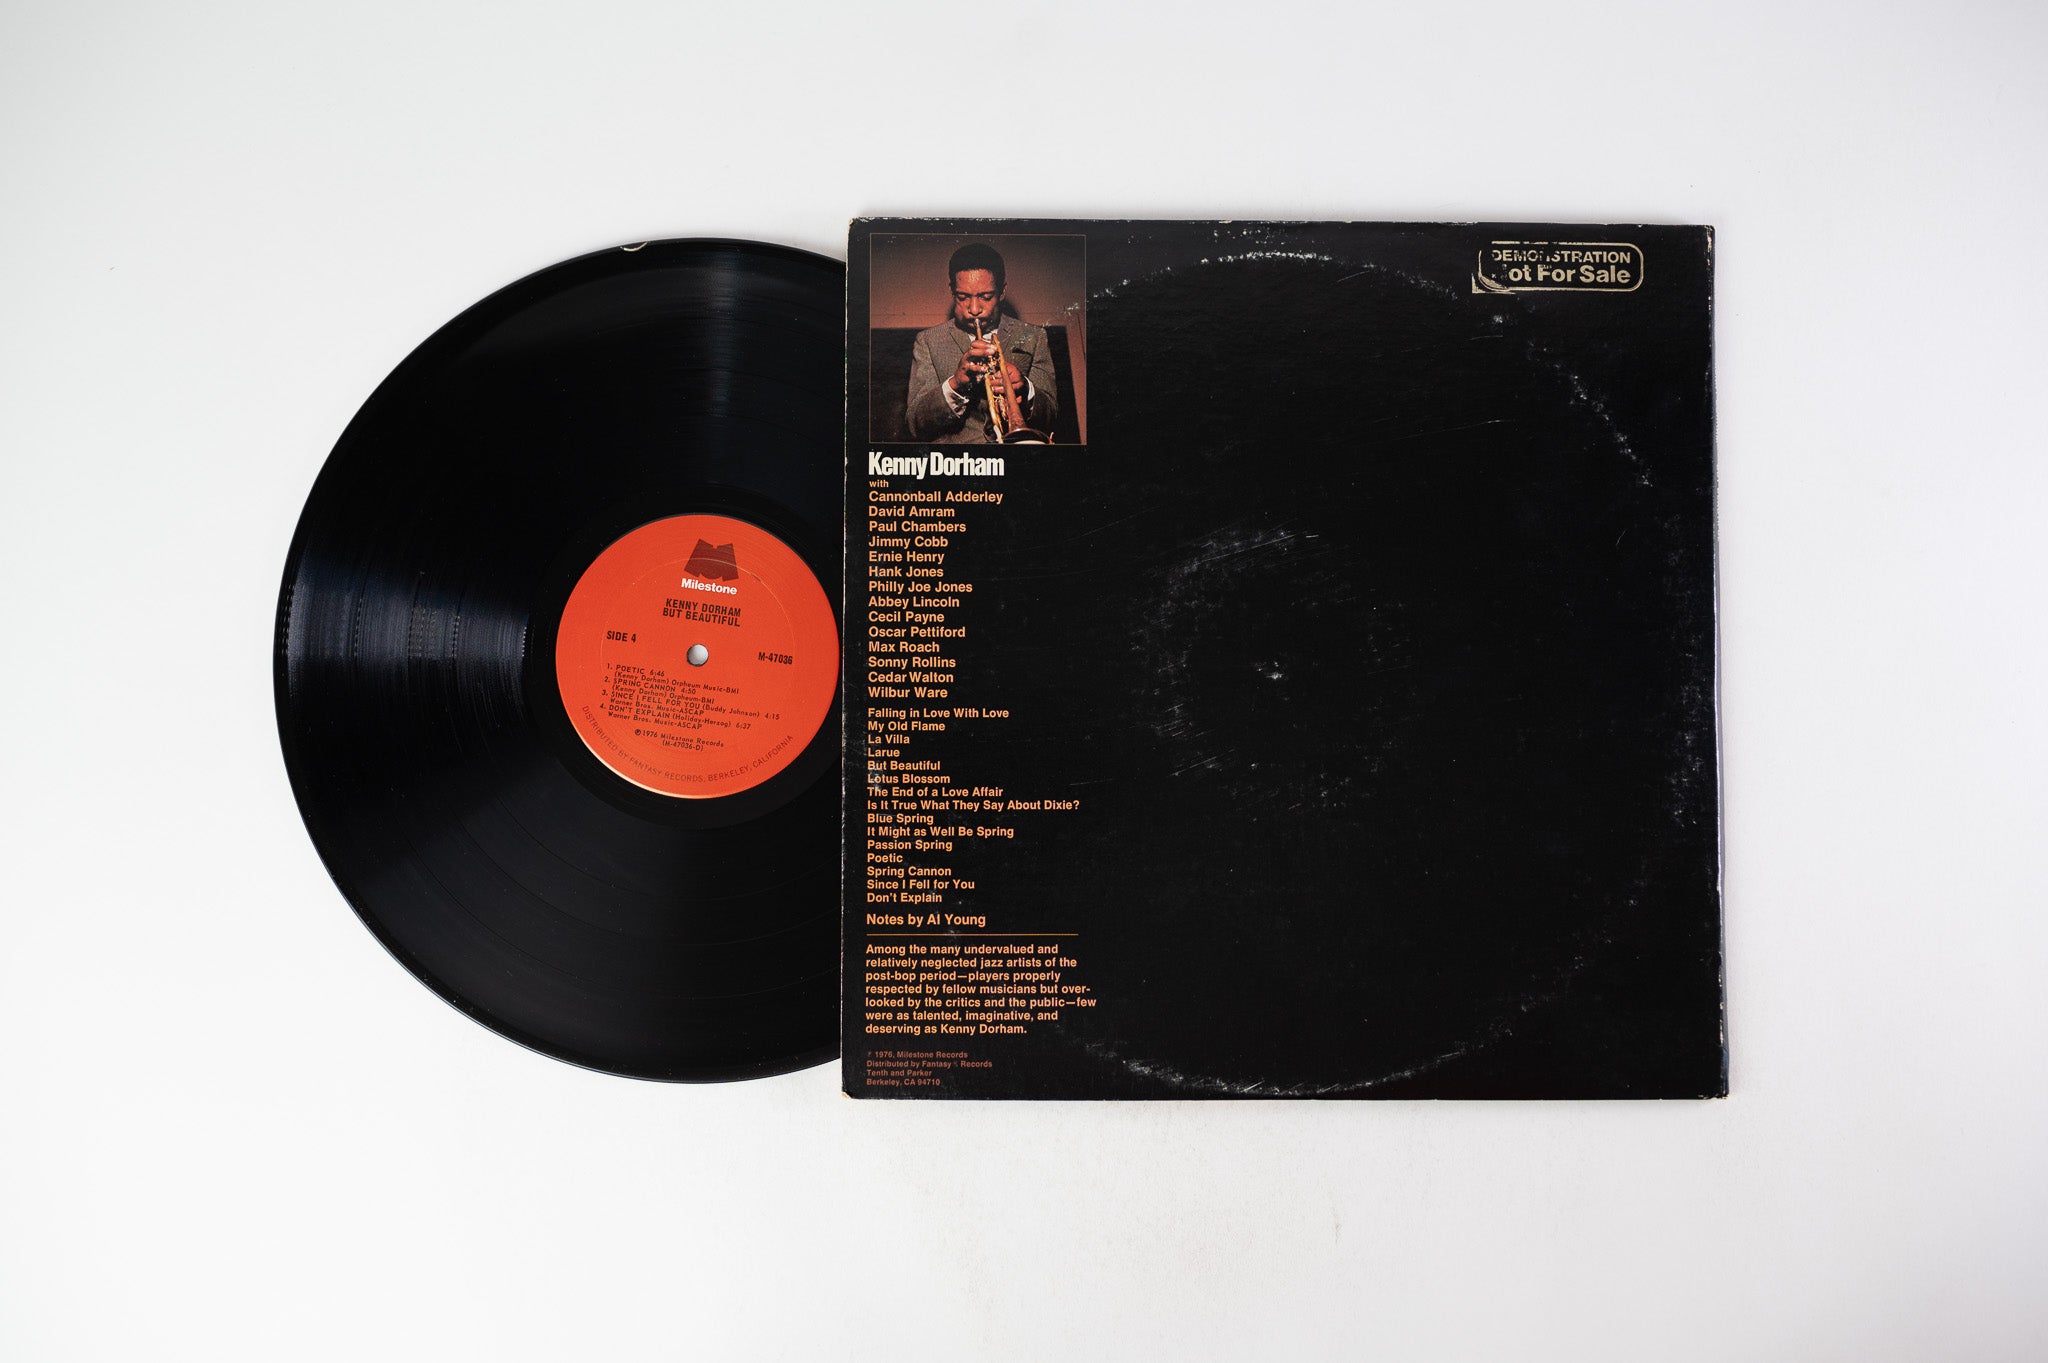 Milestone
KENNY DORHAM
BUT BEAUTIFUL
SIDE 4
M-47036
1. POETIC 6:46
(Kenny Dorham) Orpheum Music-BMI
2. SPRING CANNON 4:50
(Kenny Dorham) Orpheum-BMI
3. SINCE I FELL FOR YOU (Buddy Johnson) 4:15
Warner Bros. Music-ASCAP
4. DON'T EXPLAIN (Holiday-Herzog) 6:37
Warner Bros. Music-ASCAP
℗ 1976 Milestone Records
(M-47036-D)
DISTRIBUTED BY FANTASY RECORDS, BERKELEY, CALIFORNIA
DEMONSTRATION
Not For Sale
Kenny Dorham
with
Cannonball Adderley
David Amram
Paul Chambers
Jimmy Cobb
Ernie Henry
Hank Jones
Philly Joe Jones
Abbey Lincoln
Cecil Payne
Oscar Pettiford
Max Roach
Sonny Rollins
Cedar Walton
Wilbur Ware
Falling in Love With Love
My Old Flame
La Villa
Larue
But Beautiful
Lotus Blossom
The End of a Love Affair
Is It True What They Say About Dixie?
Blue Spring
It Might as Well Be Spring
Passion Spring
Poetic
Spring Cannon
Since I Fell for You
Don't Explain
Notes by Al Young
Among the many undervalued and
relatively neglected jazz artists of the
post-bop period—players properly
respected by fellow musicians but over-
looked by the critics and the public—few
were as talented, imaginative, and
deserving as Kenny Dorham.
℗ 1976, Milestone Records
Distributed by Fantasy Records
Tenth and Parker
Berkeley, CA 94710